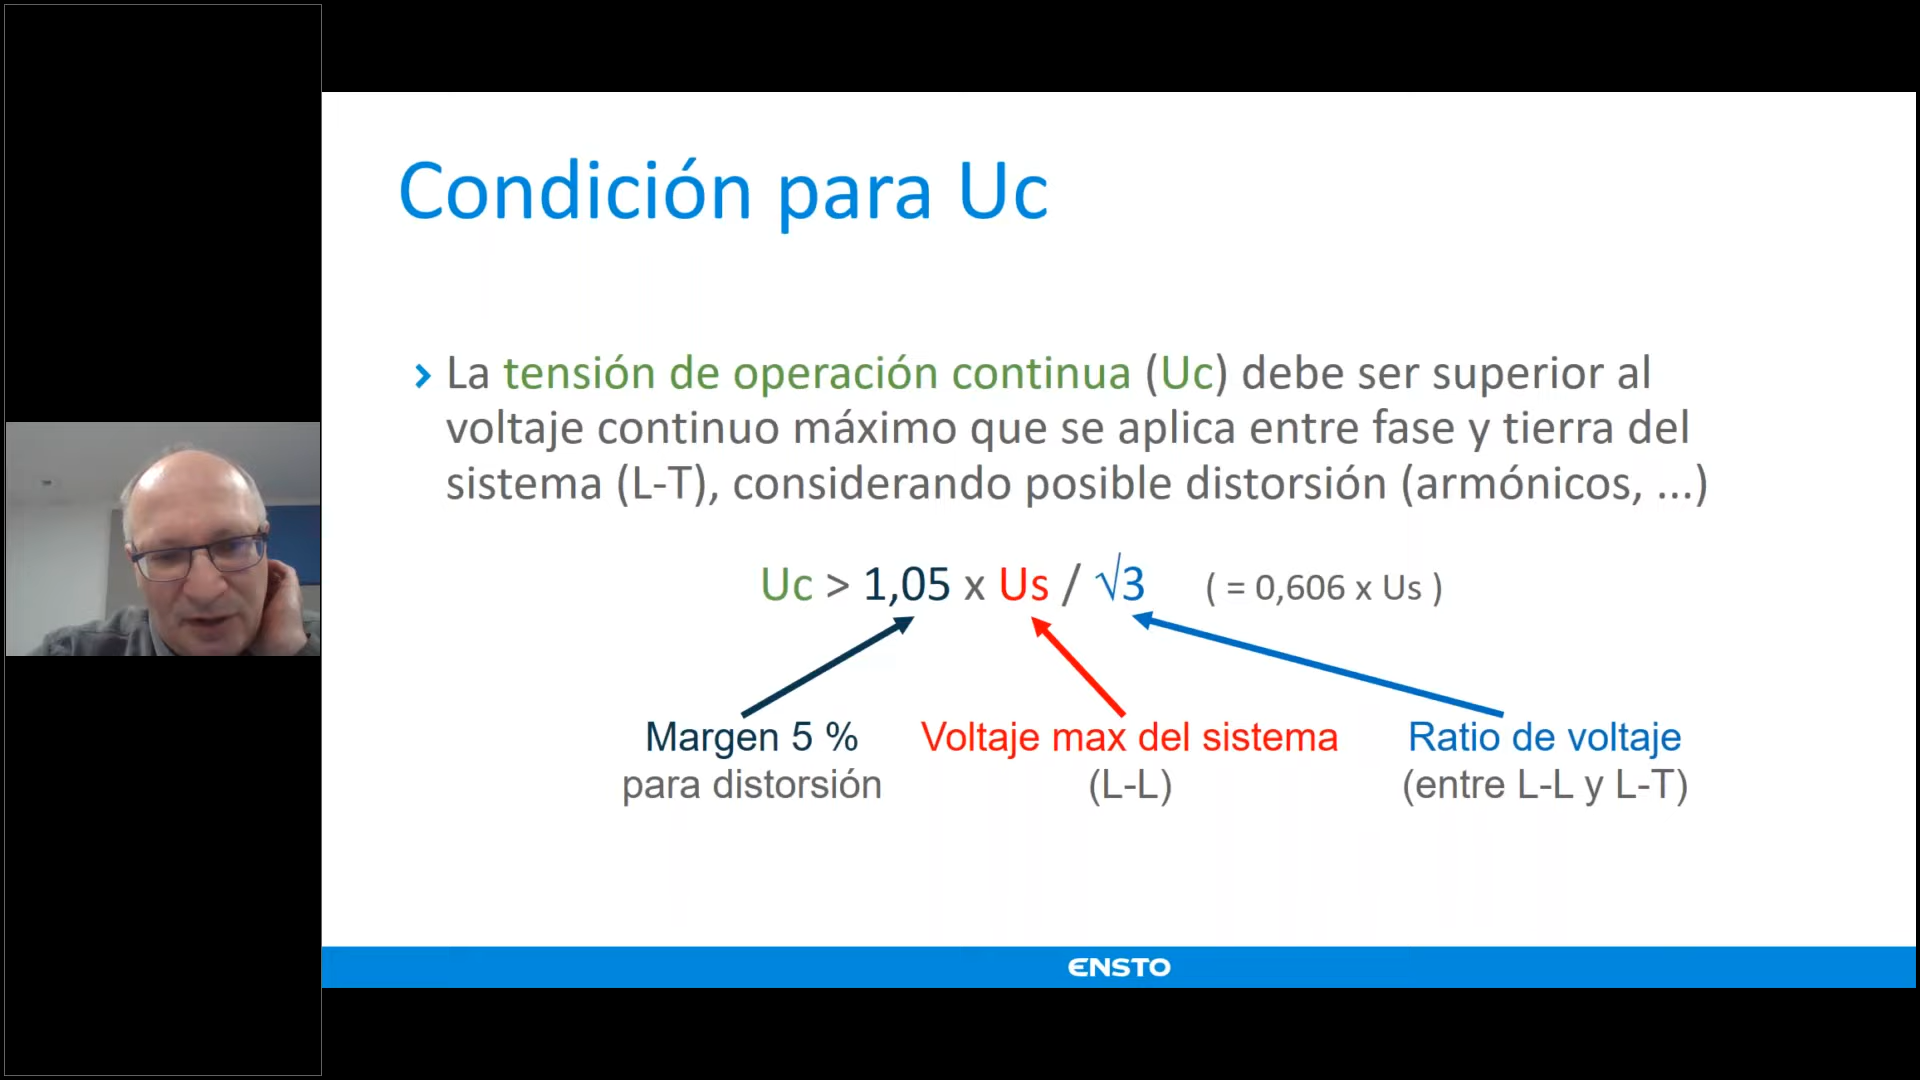 Condición para Uc
La tensión de operación continua (Uc) debe ser superior al
voltaje continuo máximo que se aplica entre fase y tierra del
sistema (L-T), considerando posible distorsión (armónicos, ...)
Uc > 1,05 x Us / √3 ( = 0,606 x Us )
Margen 5 %
para distorsión
Voltaje max del sistema
(L-L)
Ratio de voltaje
(entre L-L y L-T)
ENSTO